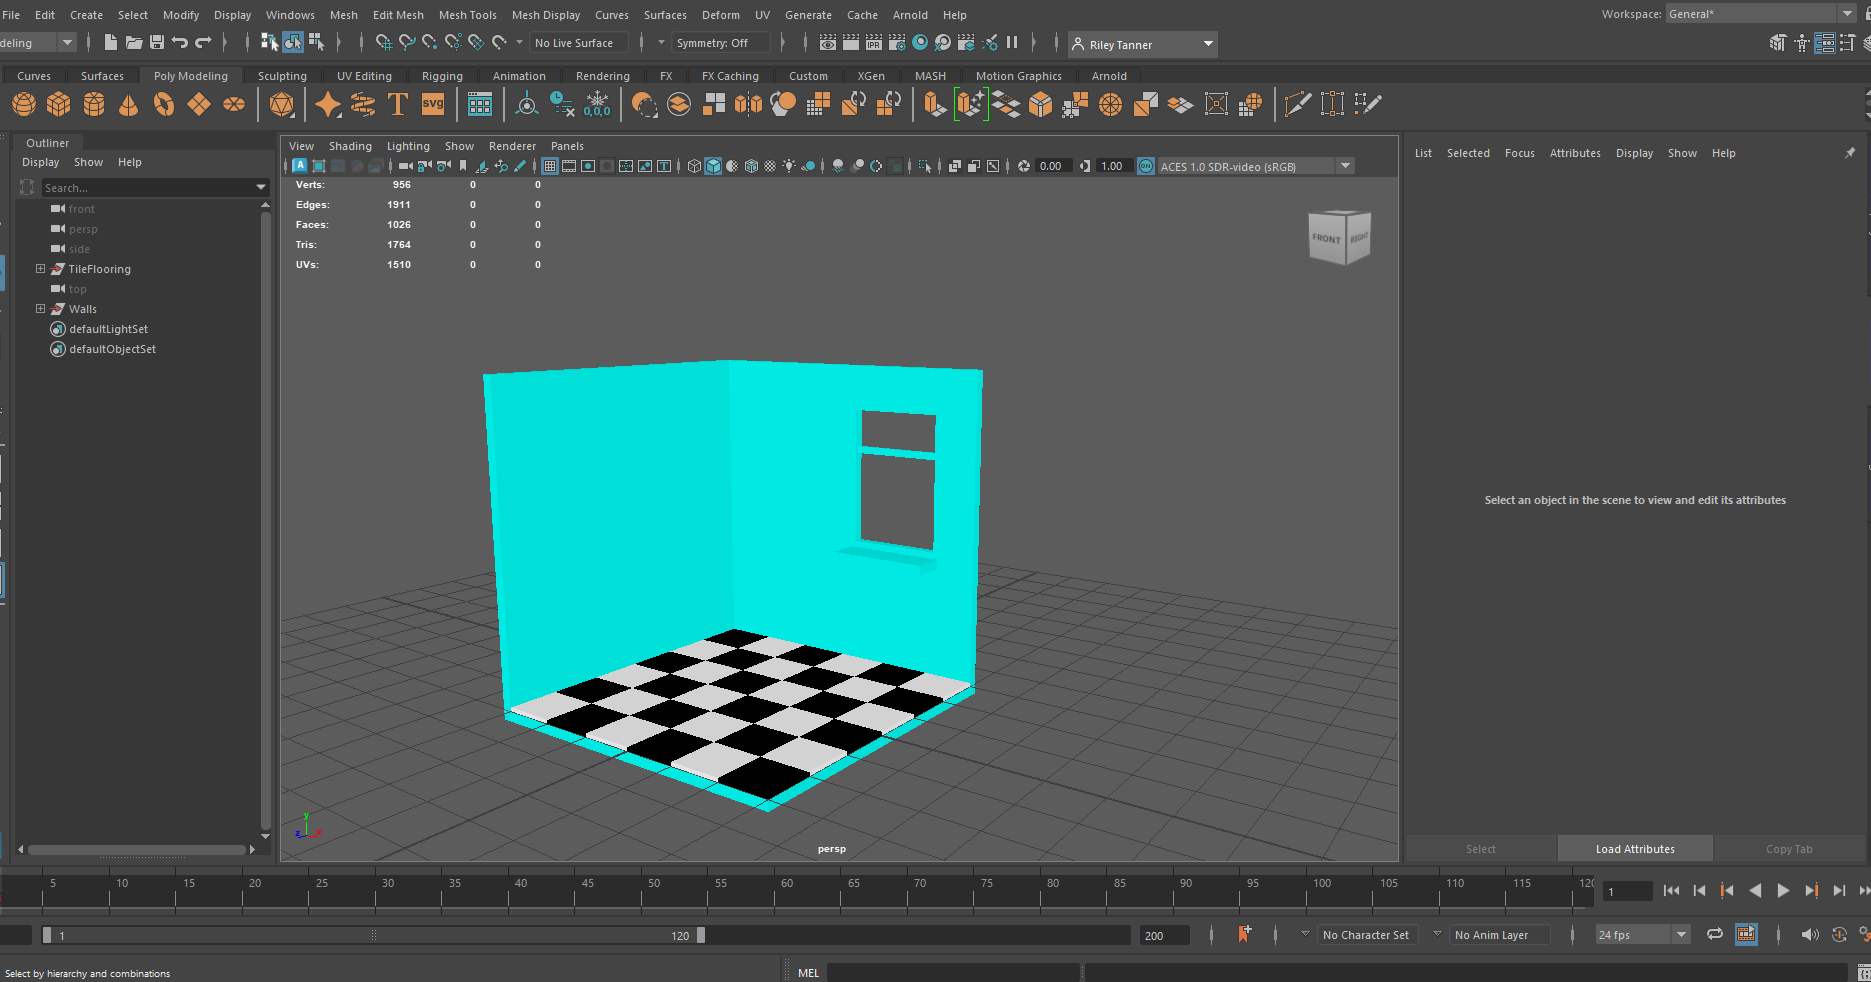 File Edit Create Select Modify Display Windows Mesh Edit Mesh Mesh Tools Mesh Display Curves Surfaces Deform UV Generate Cache Arnold Help Workspace: General*
deling No Live Surface Symmetry: Off IPR Riley Tanner
Curves Surfaces Poly Modeling Sculpting UV Editing Rigging Animation Rendering FX FX Caching Custom XGen MASH Motion Graphics Arnold
T SVG 0,0,0
Outliner
Display Show Help
Search...
front
persp
side
TileFlooring
top
Walls
defaultLightSet
defaultObjectSet
View Shading Lighting Show Renderer Panels
A T 0.00 1.00 ON ACES 1.0 SDR-video (sRGB)
Verts: 956 0 0
Edges: 1911 0 0
Faces: 1026 0 0
Tris: 1764 0 0
UVs: 1510 0 0
FRONT RIGHT
y
z x
persp
List Selected Focus Attributes Display Show Help
Select an object in the scene to view and edit its attributes
Select Load Attributes Copy Tab
5 10 15 20 25 30 35 40 45 50 55 60 65 70 75 80 85 90 95 100 105 110 115 120 1
1 120 200 No Character Set No Anim Layer 24 fps
Select by hierarchy and combinations MEL